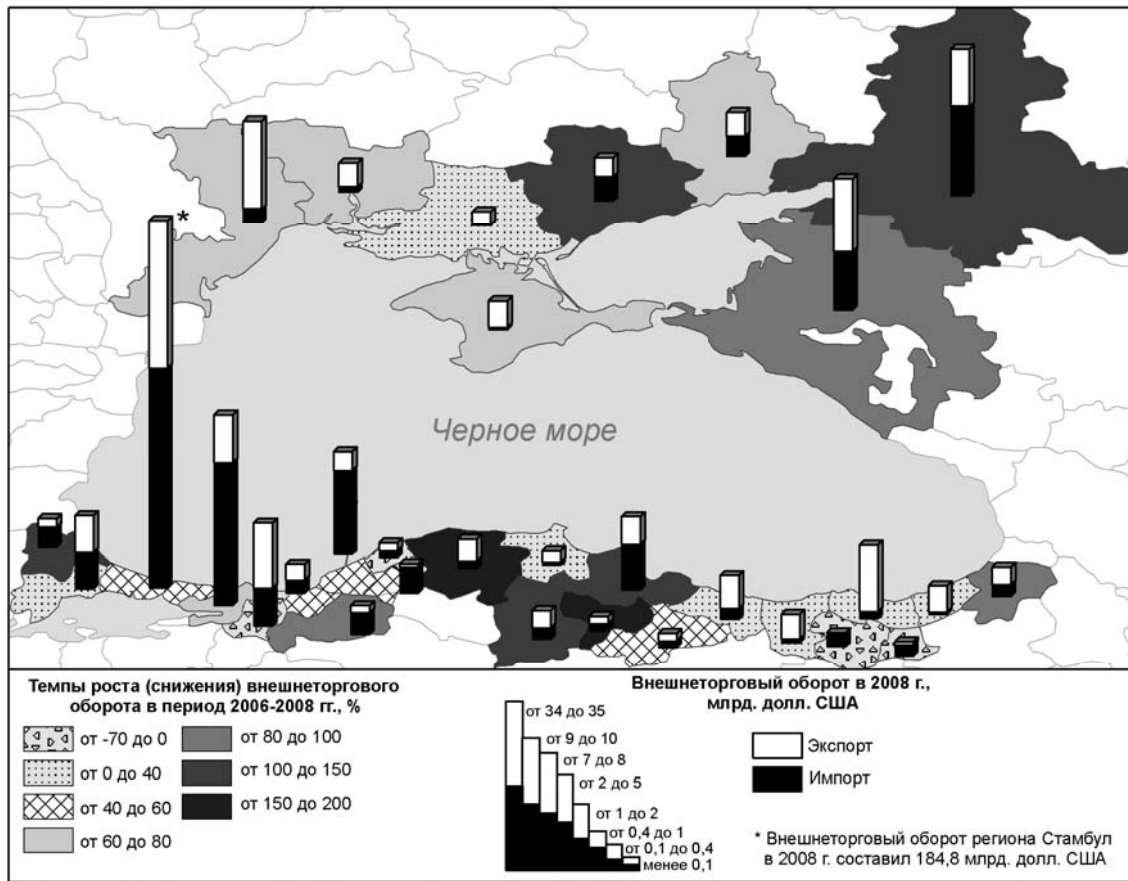 *
Черное море
Темпы роста (снижения) внешнеторгового
оборота в период 2006-2008 гг., %
от -70 до 0
от 0 до 40
от 40 до 60
от 60 до 80
от 80 до 100
от 100 до 150
от 150 до 200
Внешнеторговый оборот в 2008 г.,
млрд. долл. США
от 34 до 35
от 9 до 10
от 7 до 8
от 2 до 5
от 1 до 2
от 0,4 до 1
от 0,1 до 0,4
менее 0,1
Экспорт
Импорт
* Внешнеторговый оборот региона Стамбул
в 2008 г. составил 184,8 млрд. долл. США